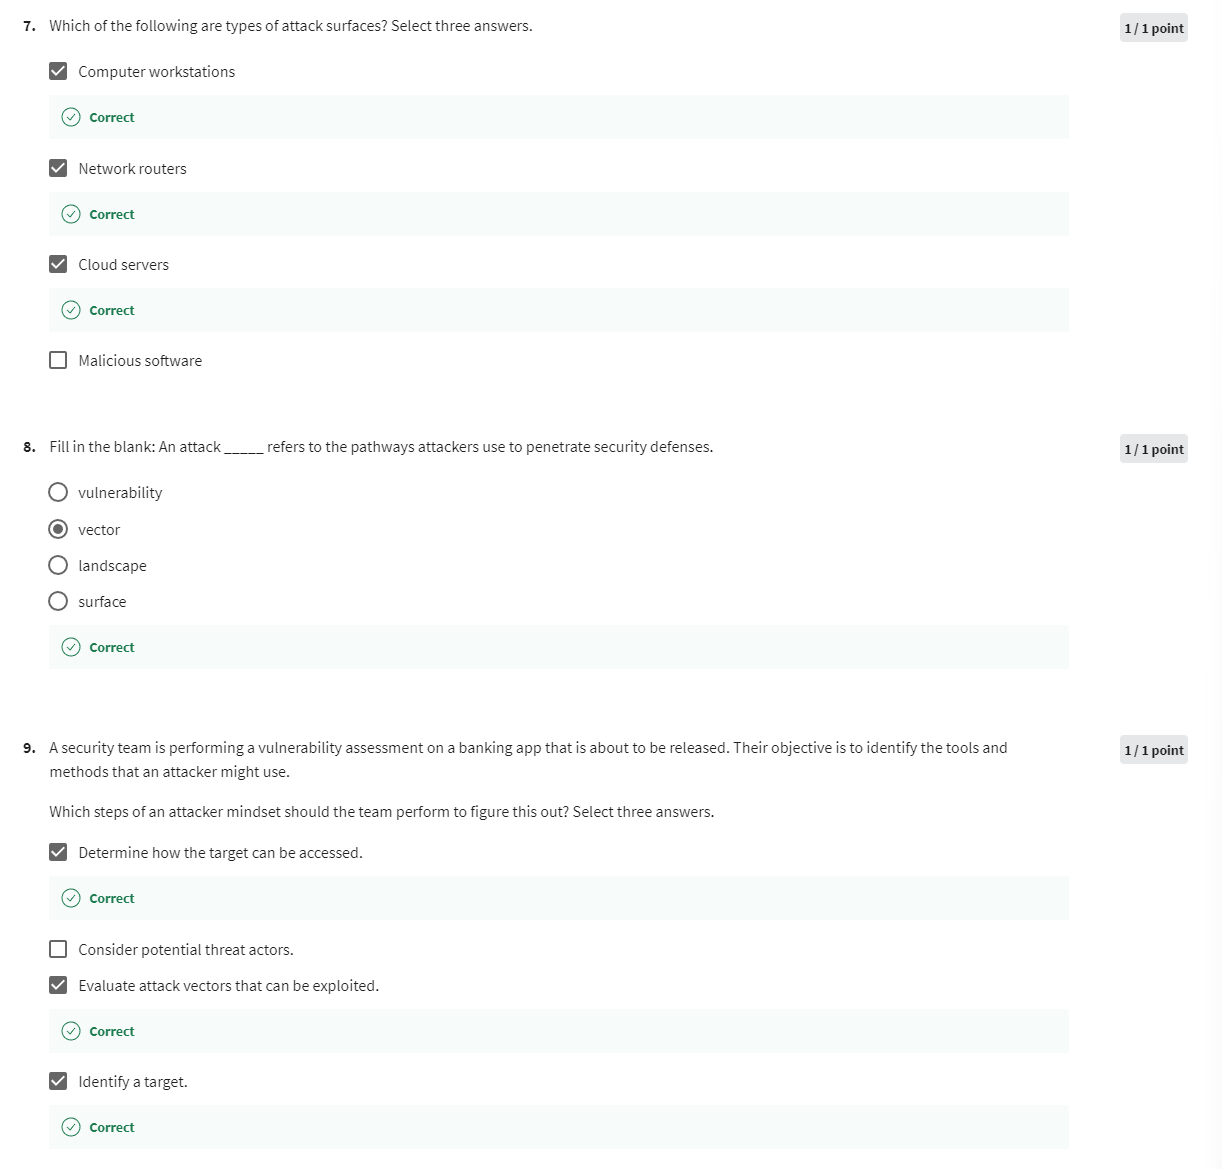 7. Which of the following are types of attack surfaces? Select three answers.
1 / 1 point
Computer workstations
Correct
Network routers
Correct
Cloud servers
Correct
Malicious software
8. Fill in the blank: An attack _____ refers to the pathways attackers use to penetrate security defenses.
1 / 1 point
vulnerability
vector
landscape
surface
Correct
9. A security team is performing a vulnerability assessment on a banking app that is about to be released. Their objective is to identify the tools and
methods that an attacker might use.
1 / 1 point
Which steps of an attacker mindset should the team perform to figure this out? Select three answers.
Determine how the target can be accessed.
Correct
Consider potential threat actors.
Evaluate attack vectors that can be exploited.
Correct
Identify a target.
Correct